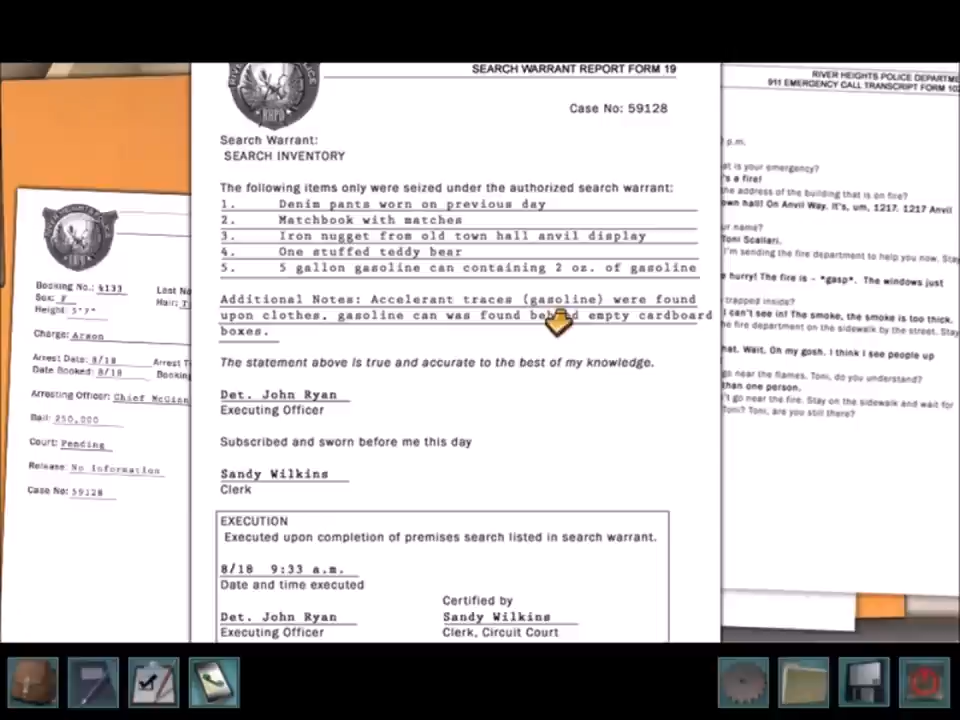 SEARCH WARRANT REPORT FORM 19
Case No: 59128
Search Warrant:
SEARCH INVENTORY
The following items only were seized under the authorized search warrant:
1. Denim pants worn on previous day
2. Matchbook with matches
3. Iron nugget from old town hall anvil display
4. One stuffed teddy bear
5. 5 gallon gasoline can containing 2 oz. of gasoline
Additional Notes: Accelerant traces (gasoline) were found
upon clothes. gasoline can was found empty cardboard
boxes.
The statement above is true and accurate to the best of my knowledge.
Det. John Ryan
Executing Officer
Subscribed and sworn before me this day
Sandy Wilkins
Clerk
EXECUTION
Executed upon completion of premises search listed in search warrant.
8/18 9:33 a.m.
Date and time executed
Det. John Ryan
Executing Officer
Certified by
Sandy Wilkins
Clerk, Circuit Court
RHPD
Booking No.: 4133
Last
Sex: F
Height: 5'7"
Charge: Arson
Arrest Date: 8/18
Arrest
Date Booked: 8/18
Booking
Arresting Officer: Chief McGinn
Bail: 250,000
Court: Pending
Release: No Information
Case No: 59128
RIVER HEIGHTS POLICE
911 EMERGENCY CALL TRANSCRIPT FORM
p.m.
is your emergency?
a fire!
the address of the building that is on fire?
hall! On Anvil Way. It's, um, 1217. 1217 Anvil
name?
Toni Scallari.
I'm sending the fire department to help you now.
hurry! The fire is - *gasp*. The windows just
trapped inside?
I can't see in! The smoke, the smoke is too thick.
fire department on the sidewalk by the street.
Wait. On my gosh. I think I see people up
go near the flames. Toni, do you understand?
than one person.
go near the fire. Stay on the sidewalk and wait for
Toni? Toni, are you still there?